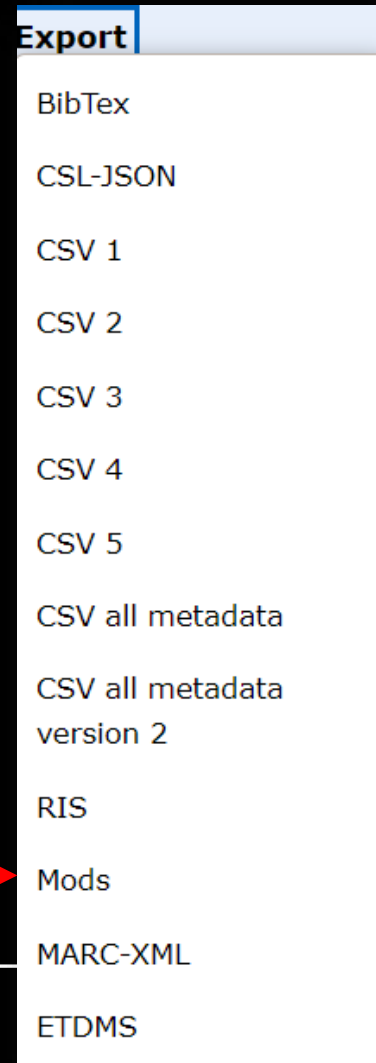 Export
BibTex
CSL-JSON
CSV 1
CSV 2
CSV 3
CSV 4
CSV 5
CSV all metadata
CSV all metadata
version 2
RIS
Mods
MARC-XML
ETDMS